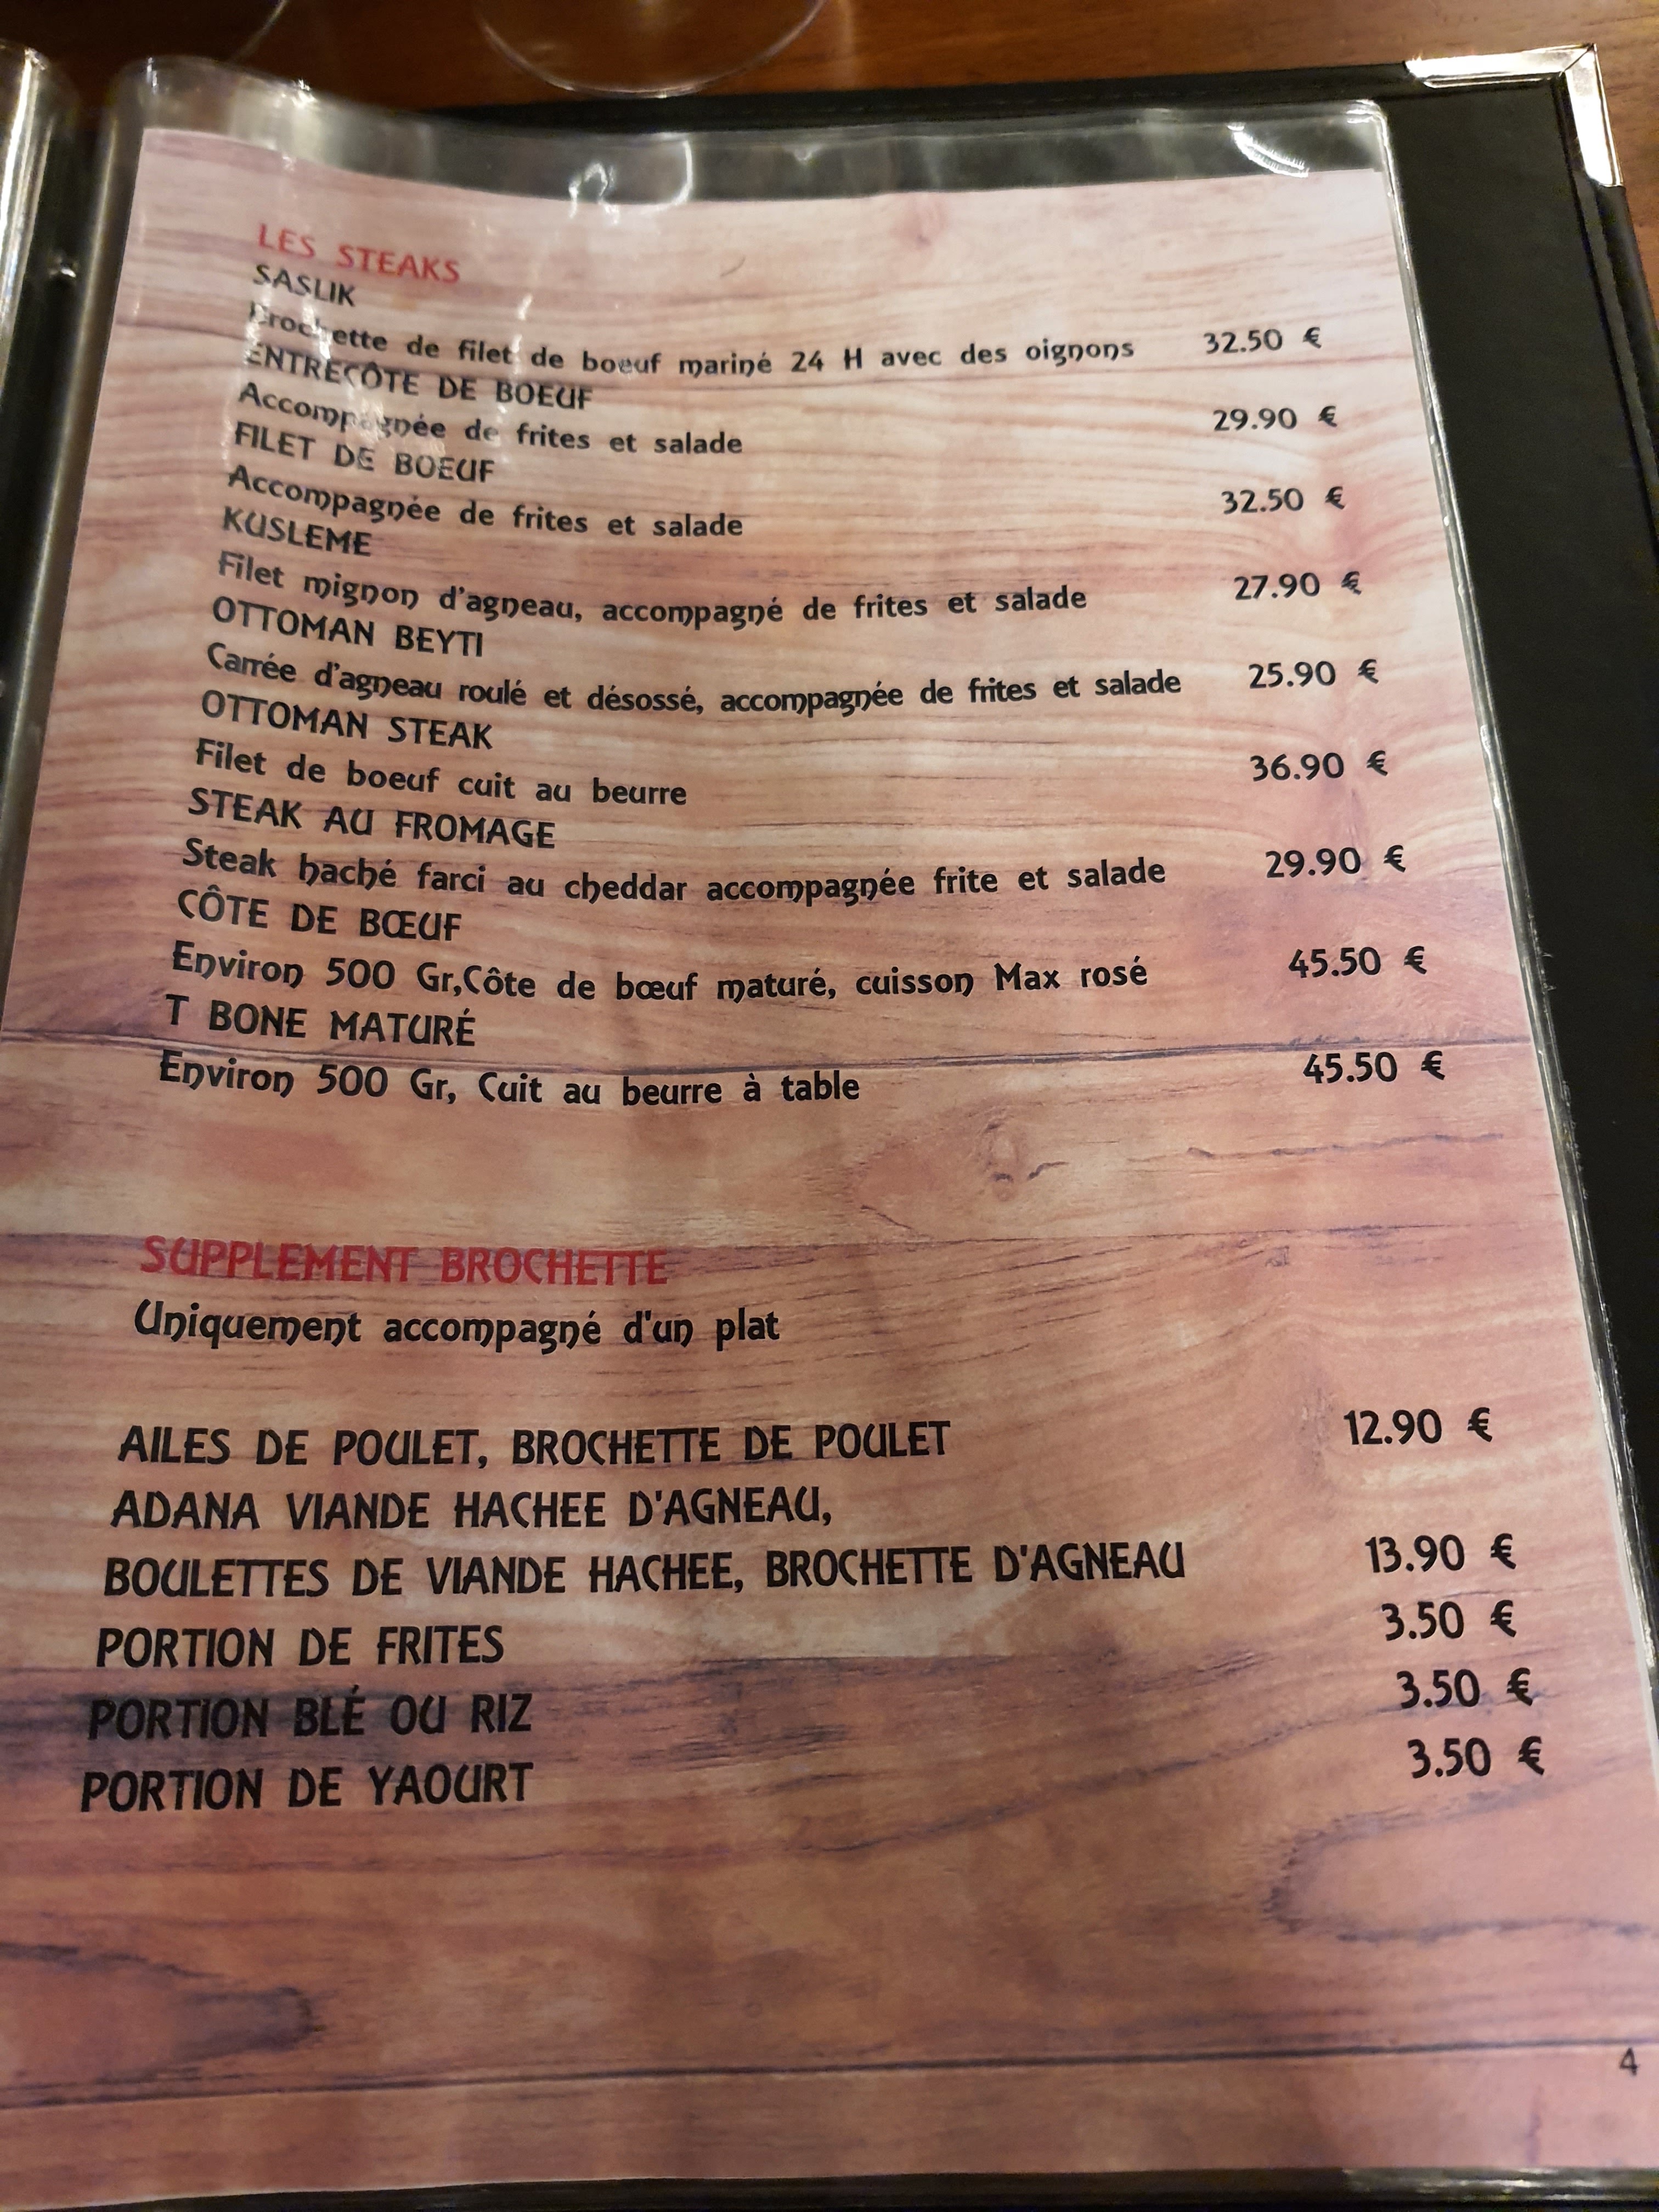 LES STEAKS
SASLIK
Brochette de filet de boeuf mariné 24 H avec des oignons 32.50 €
ENTRECÔTE DE BOEUF
Accompagnée de frites et salade 29.90 €
FILET DE BOEUF
Accompagnée de frites et salade 32.50 €
KUSLEME
Filet mignon d'agneau, accompagné de frites et salade 27.90 €
OTTOMAN BEYTI
Carrée d'agneau roulé et désossé, accompagnée de frites et salade 25.90 €
OTTOMAN STEAK
Filet de boeuf cuit au beurre 36.90 €
STEAK AU FROMAGE
Steak haché farci au cheddar accompagnée frite et salade 29.90 €
CÔTE DE BŒUF
Environ 500 Gr,Côte de bœuf maturé, cuisson Max rosé 45.50 €
T BONE MATURÉ
Environ 500 Gr, Cuit au beurre à table 45.50 €
SUPPLEMENT BROCHETTE
Uniquement accompagné d'un plat
AILES DE POULET, BROCHETTE DE POULET 12.90 €
ADANA VIANDE HACHEE D'AGNEAU,
BOULETTES DE VIANDE HACHEE, BROCHETTE D'AGNEAU 13.90 €
PORTION DE FRITES 3.50 €
PORTION BLÉ OU RIZ 3.50 €
PORTION DE YAOURT 3.50 €
4